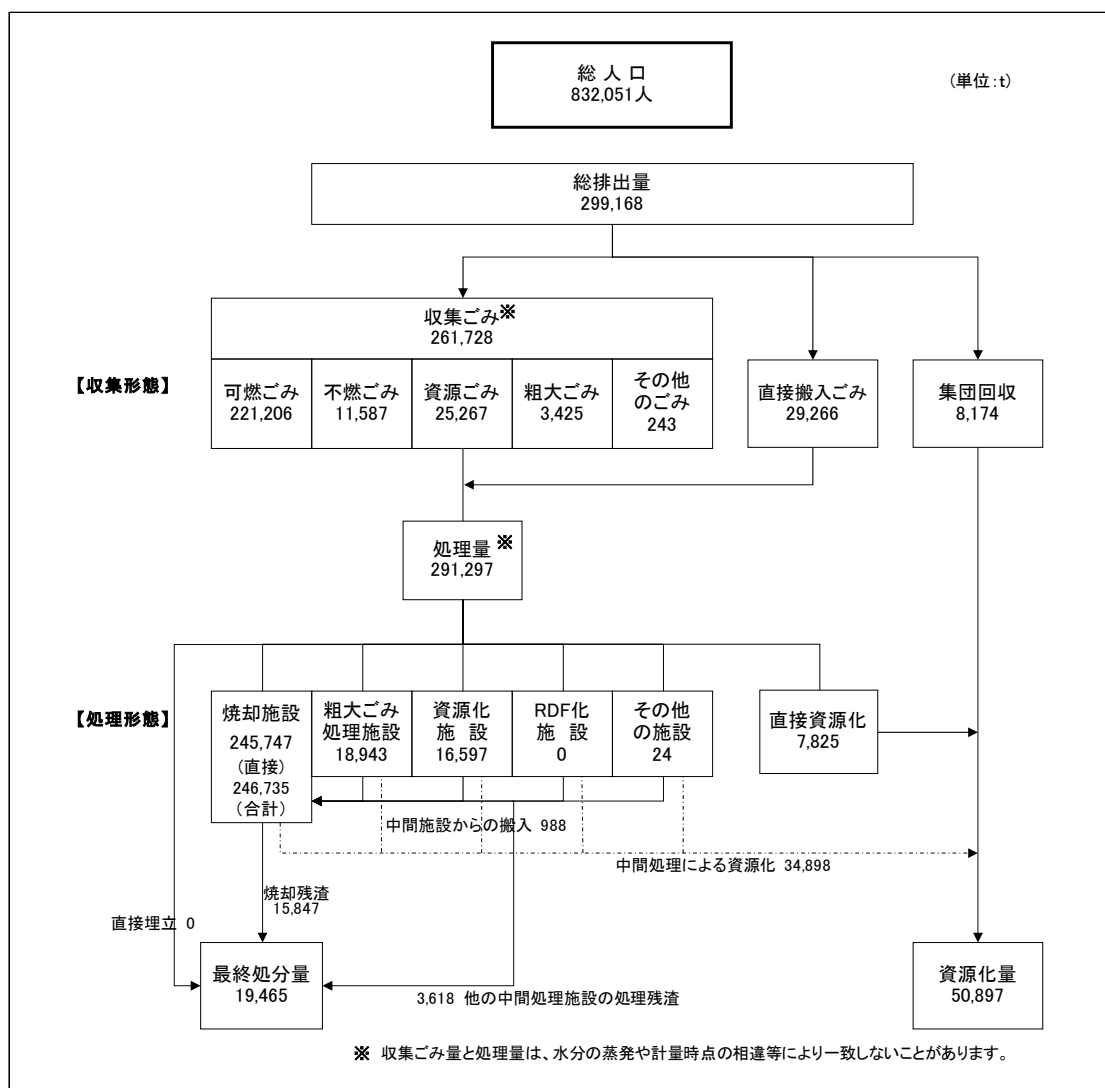 総 人 口
832,051人
(単位:t)
総排出量
299,168
収集ごみ※
261,728
【収集形態】
可燃ごみ
221,206
不燃ごみ
11,587
資源ごみ
25,267
粗大ごみ
3,425
その他
のごみ
243
直接搬入ごみ
29,266
集団回収
8,174
処理量※
291,297
【処理形態】
焼却施設
245,747
(直接)
246,735
(合計)
粗大ごみ
処理施設
18,943
資源化
施 設
16,597
RDF化
施 設
0
その他
の施設
24
直接資源化
7,825
中間施設からの搬入 988
中間処理による資源化 34,898
焼却残渣
15,847
直接埋立 0
最終処分量
19,465
3,618 他の中間処理施設の処理残渣
資源化量
50,897
※ 収集ごみ量と処理量は、水分の蒸発や計量時点の相違等により一致しないことがあります。